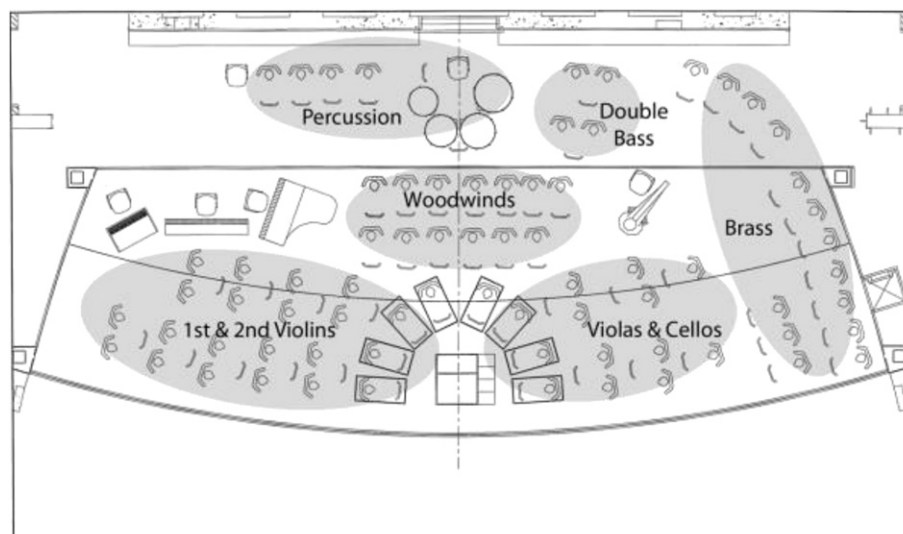 Percussion
Double
Bass
Woodwinds
Brass
1st & 2nd Violins
Violas & Cellos